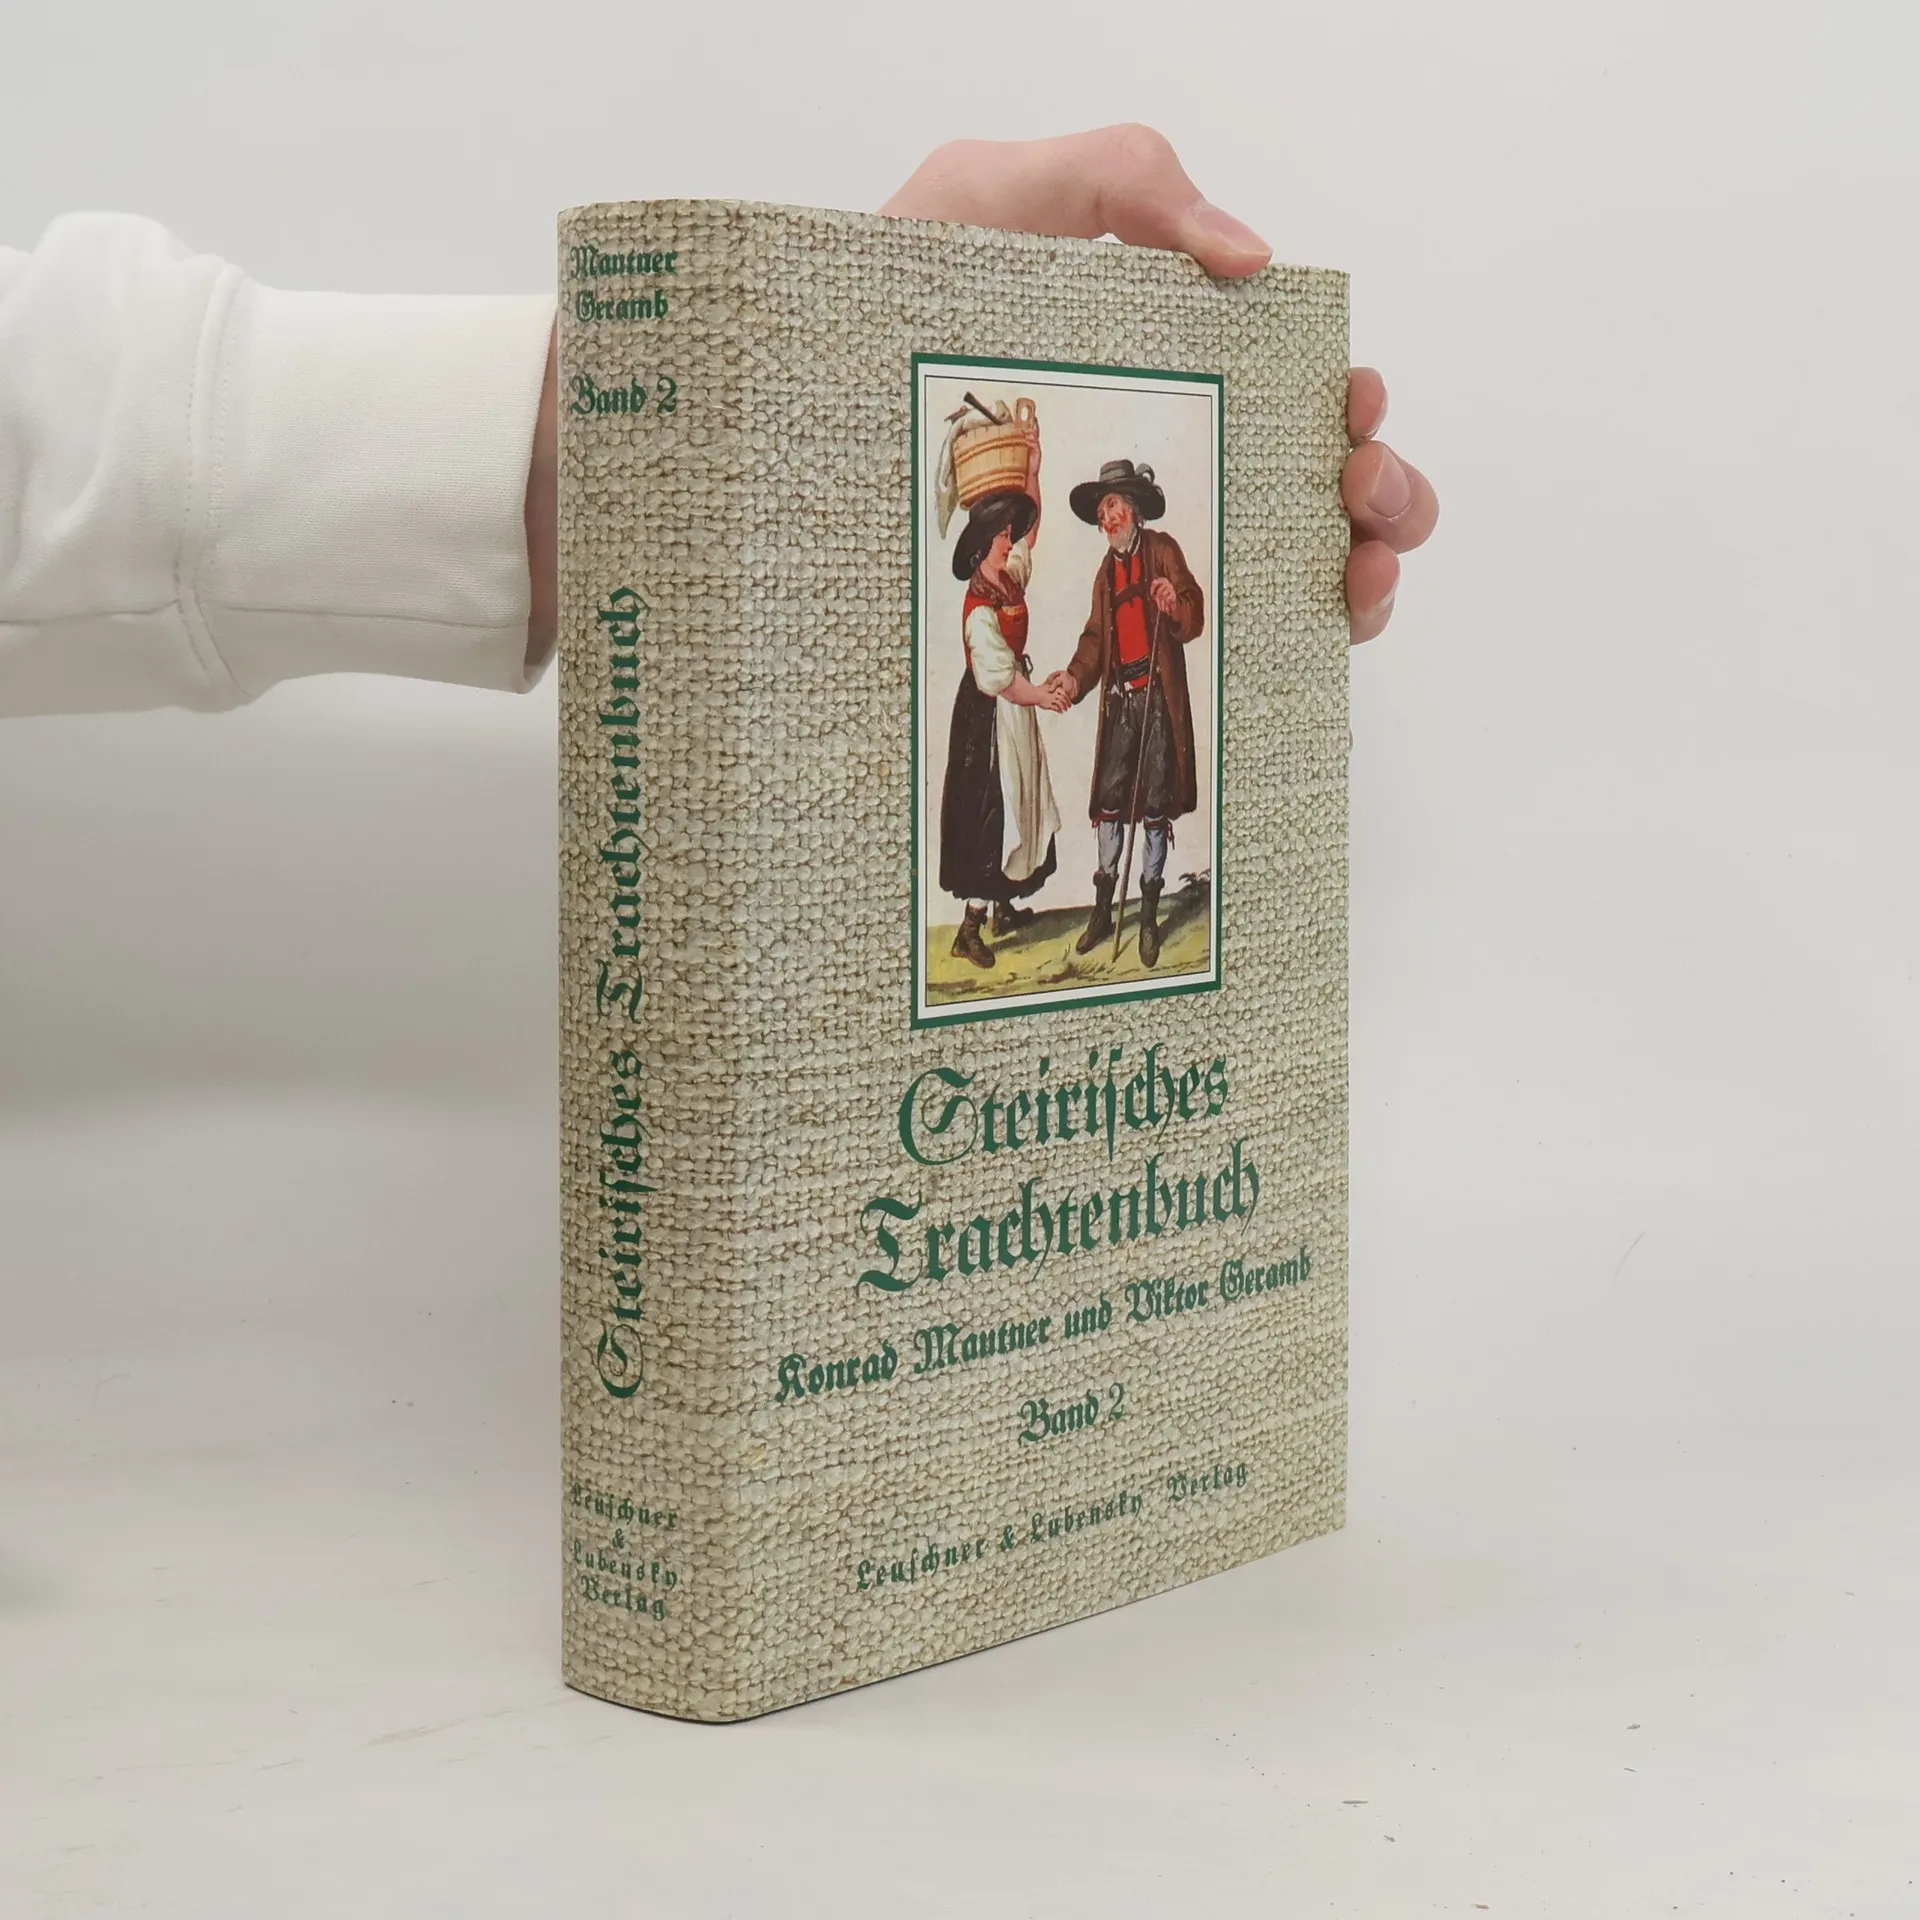 Mautner
Geramb
Band 2
Steirisches Trachtenbuch
Leuſchner
&
Lubensky
Verlag
Steiriſches
Trachtenbuch
Konrad Mautner und Viktor Geramb
Band 2
Leuſchner & Lubensky Verlag